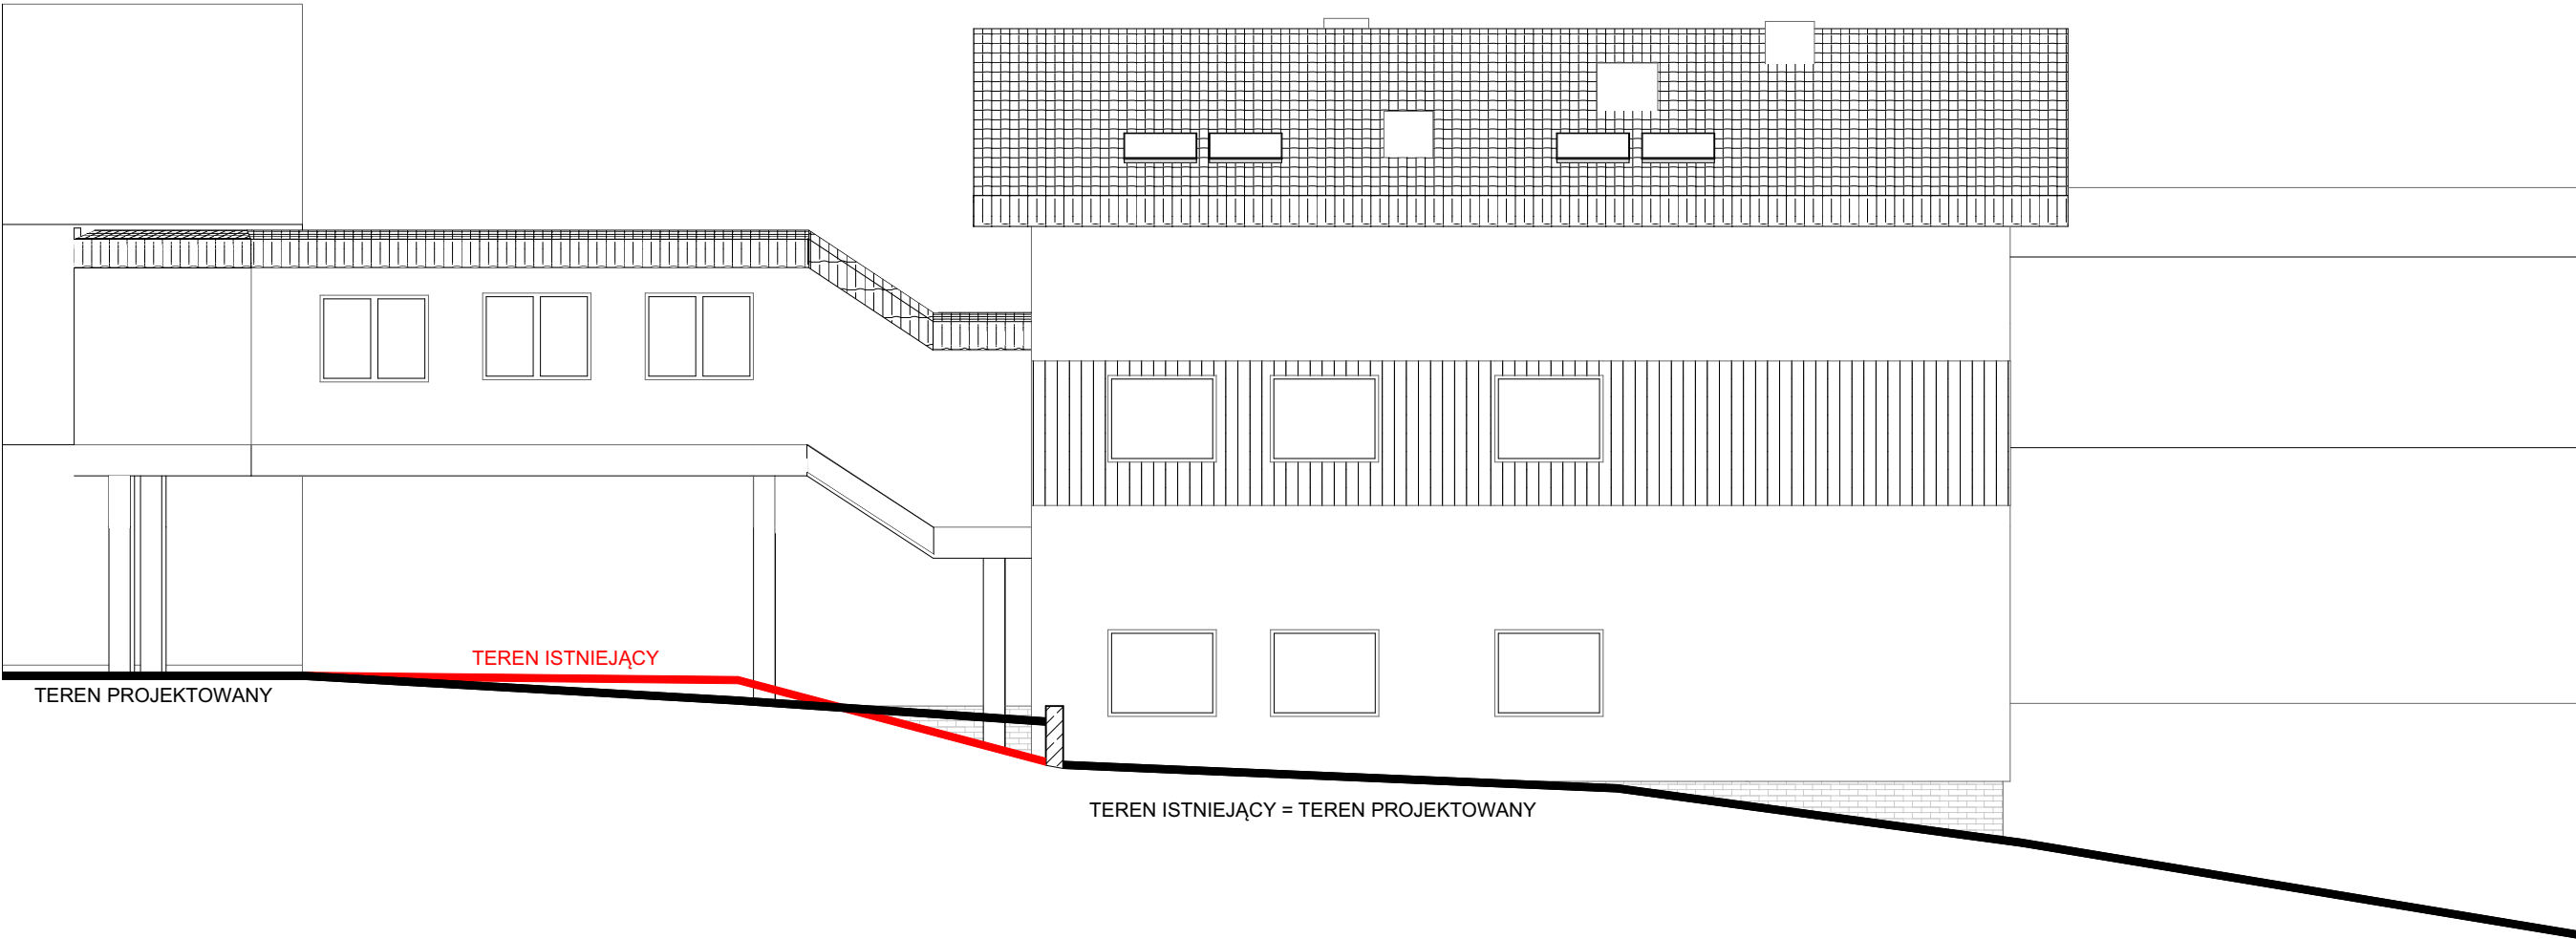 TEREN ISTNIEJĄCY
TEREN PROJEKTOWANY
TEREN ISTNIEJĄCY = TEREN PROJEKTOWANY